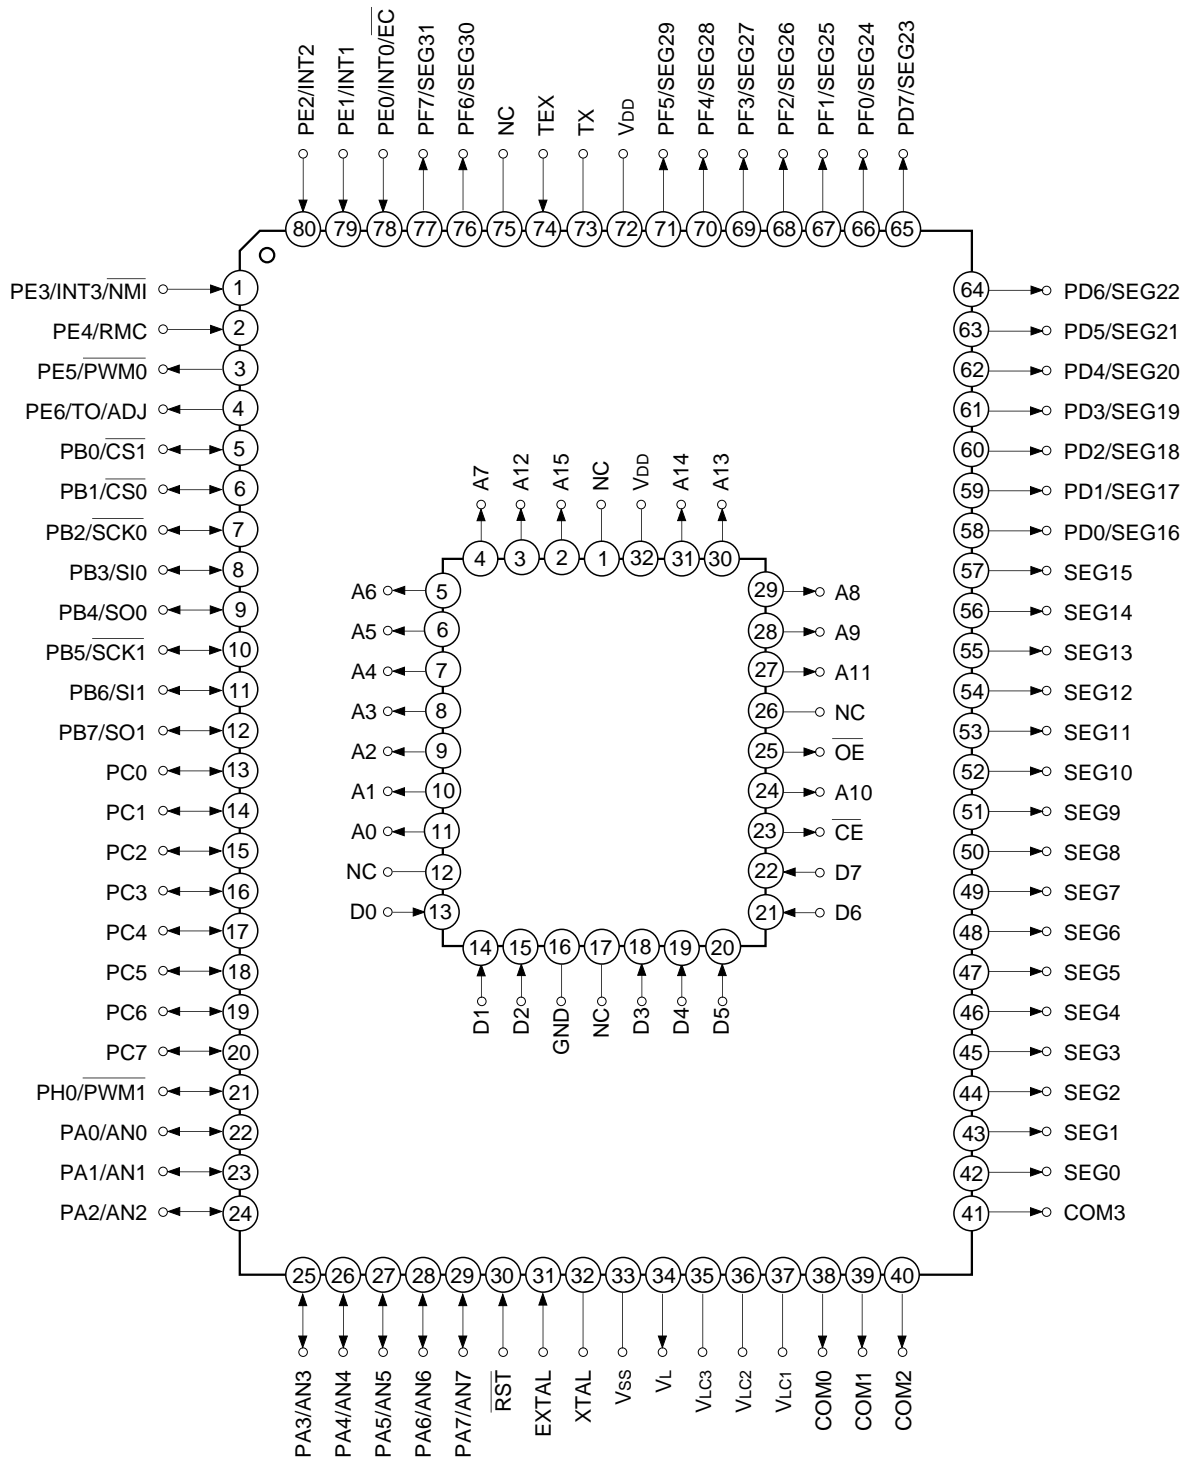 PE2/INT2
PE1/INT1
PE0/INT0/E̅C̅
PF7/SEG31
PF6/SEG30
NC
TEX
TX
VDD
PF5/SEG29
PF4/SEG28
PF3/SEG27
PF2/SEG26
PF1/SEG25
PF0/SEG24
PD7/SEG23
80 79 78 77 76 75 74 73 72 71 70 69 68 67 66 65
PE3/INT3/N̅M̅I̅ 1
PE4/RMC 2
PE5/P̅W̅M̅0̅ 3
PE6/TO/ADJ 4
PB0/C̅S̅1̅ 5
PB1/C̅S̅0̅ 6
PB2/S̅C̅K̅0̅ 7
PB3/SI0 8
PB4/SO0 9
PB5/S̅C̅K̅1̅ 10
PB6/SI1 11
PB7/SO1 12
PC0 13
PC1 14
PC2 15
PC3 16
PC4 17
PC5 18
PC6 19
PC7 20
PH0/P̅W̅M̅1̅ 21
PA0/AN0 22
PA1/AN1 23
PA2/AN2 24
A7
A12
A15
NC
VDD
A14
A13
4 3 2 1 32 31 30
A6 5
A5 6
A4 7
A3 8
A2 9
A1 10
A0 11
NC 12
D0 13
29 A8
28 A9
27 A11
26 NC
25 O̅E̅
24 A10
23 C̅E̅
22 D7
21 D6
14 15 16 17 18 19 20
D1
D2
GND
NC
D3
D4
D5
64 PD6/SEG22
63 PD5/SEG21
62 PD4/SEG20
61 PD3/SEG19
60 PD2/SEG18
59 PD1/SEG17
58 PD0/SEG16
57 SEG15
56 SEG14
55 SEG13
54 SEG12
53 SEG11
52 SEG10
51 SEG9
50 SEG8
49 SEG7
48 SEG6
47 SEG5
46 SEG4
45 SEG3
44 SEG2
43 SEG1
42 SEG0
41 COM3
25 26 27 28 29 30 31 32 33 34 35 36 37 38 39 40
PA3/AN3
PA4/AN4
PA5/AN5
PA6/AN6
PA7/AN7
R̅S̅T̅
EXTAL
XTAL
VSS
VL
VLC3
VLC2
VLC1
COM0
COM1
COM2